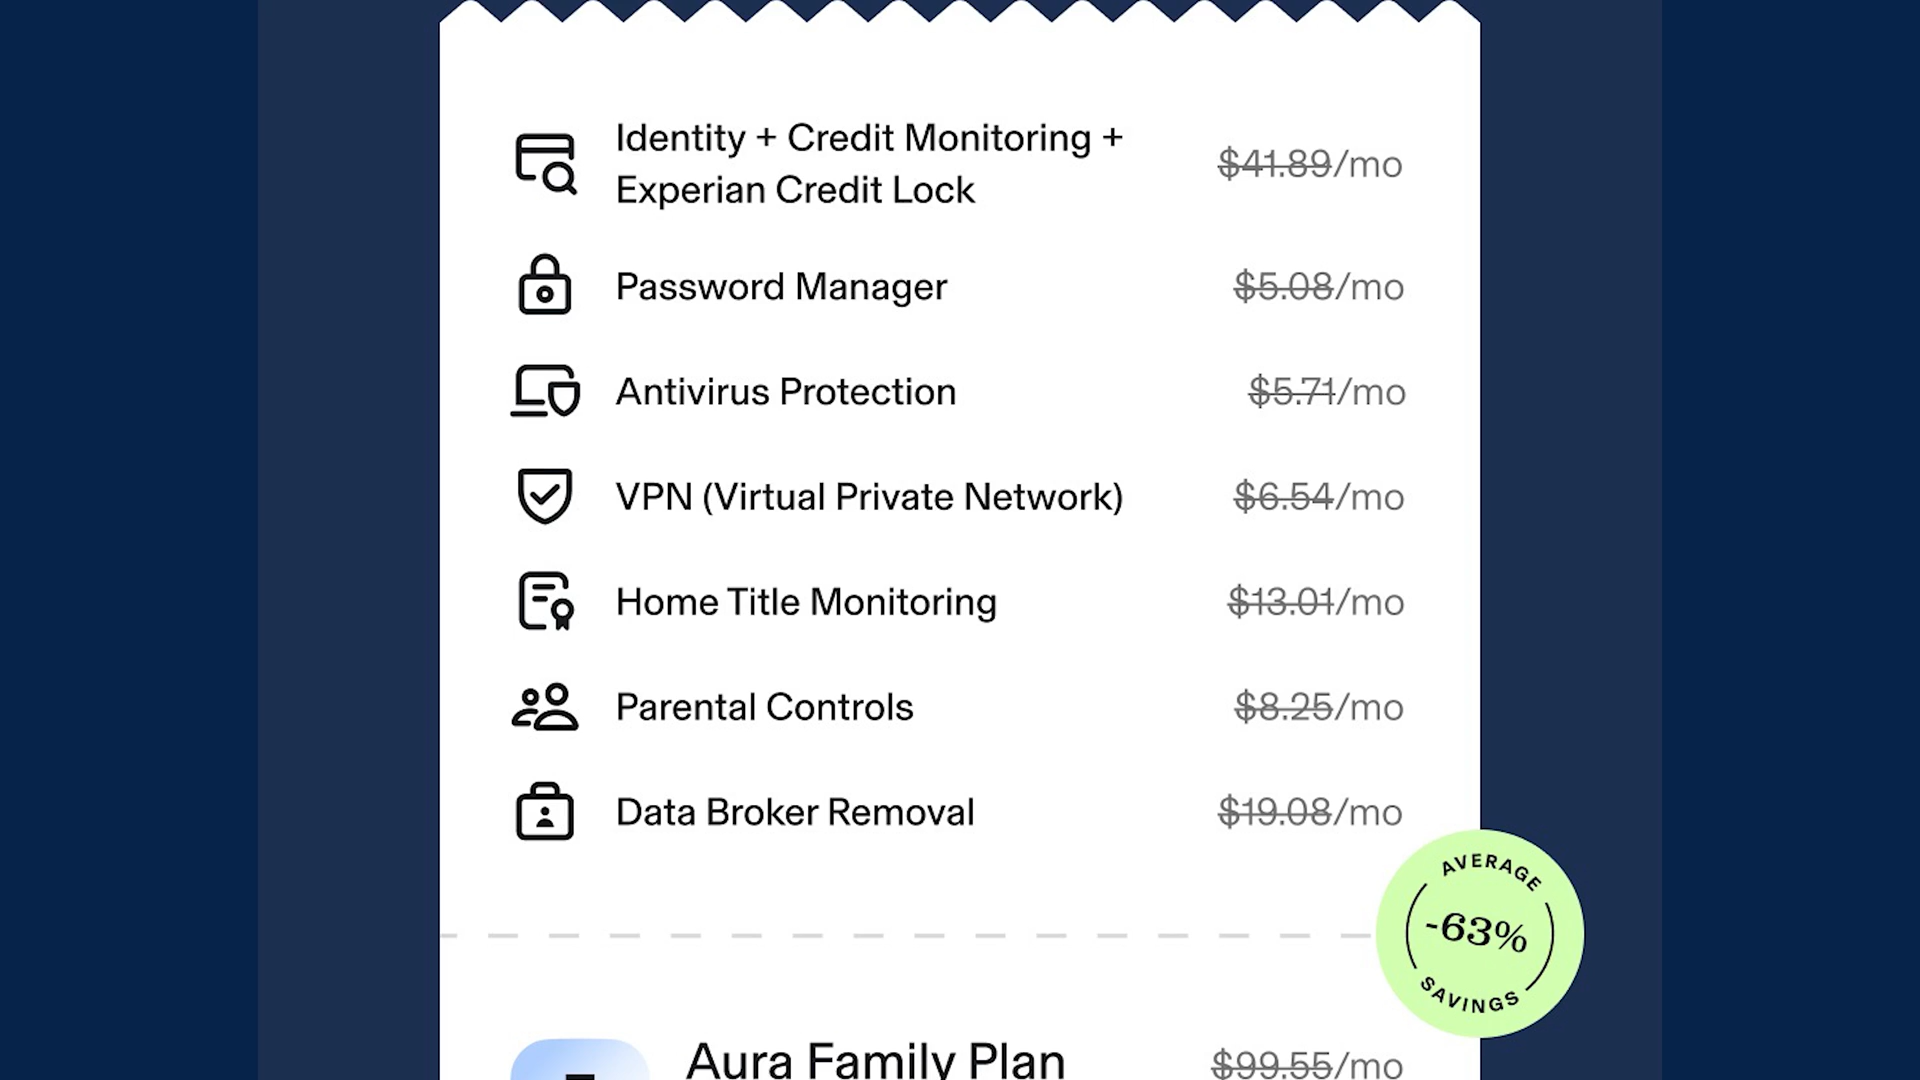 Identity + Credit Monitoring +
Experian Credit Lock
$41.89/mo
Password Manager
$5.08/mo
Antivirus Protection
$5.71/mo
VPN (Virtual Private Network)
$6.54/mo
Home Title Monitoring
$13.01/mo
Parental Controls
$8.25/mo
Data Broker Removal
$19.08/mo
AVERAGE
-63%
SAVINGS
Aura Family Plan
$99.55/mo